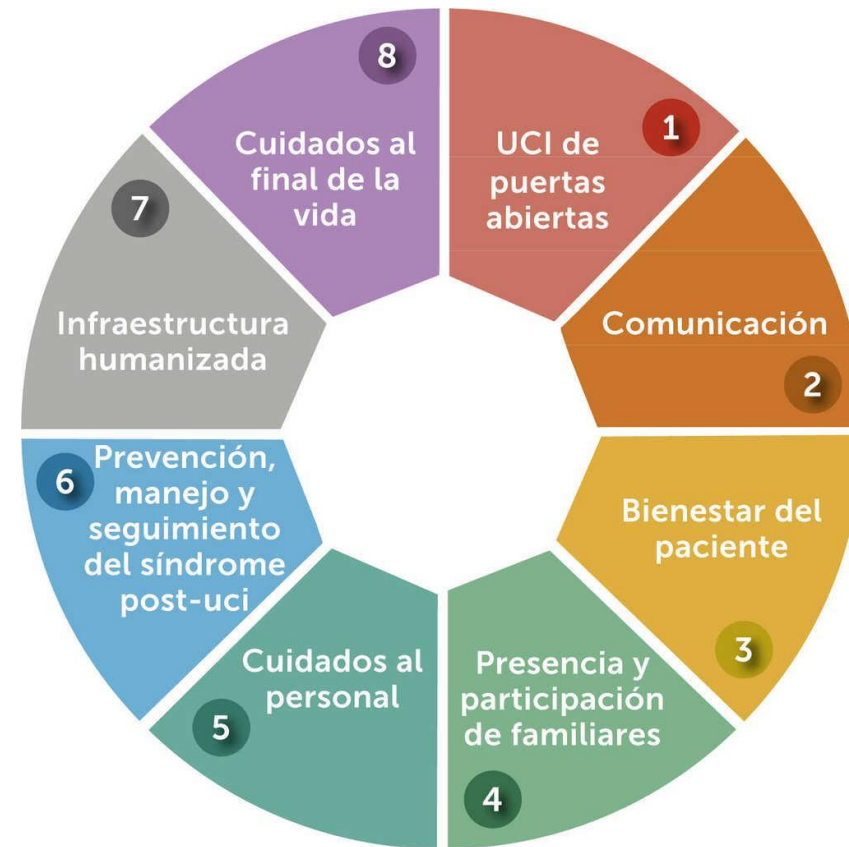 1
UCI de
puertas
abiertas
Comunicación
2
Bienestar del
paciente
3
Presencia y
participación
de familiares
4
Cuidados al
personal
5
6
Prevención,
manejo y
seguimiento
del síndrome
post-uci
7
Infraestructura
humanizada
8
Cuidados al
final de la
vida